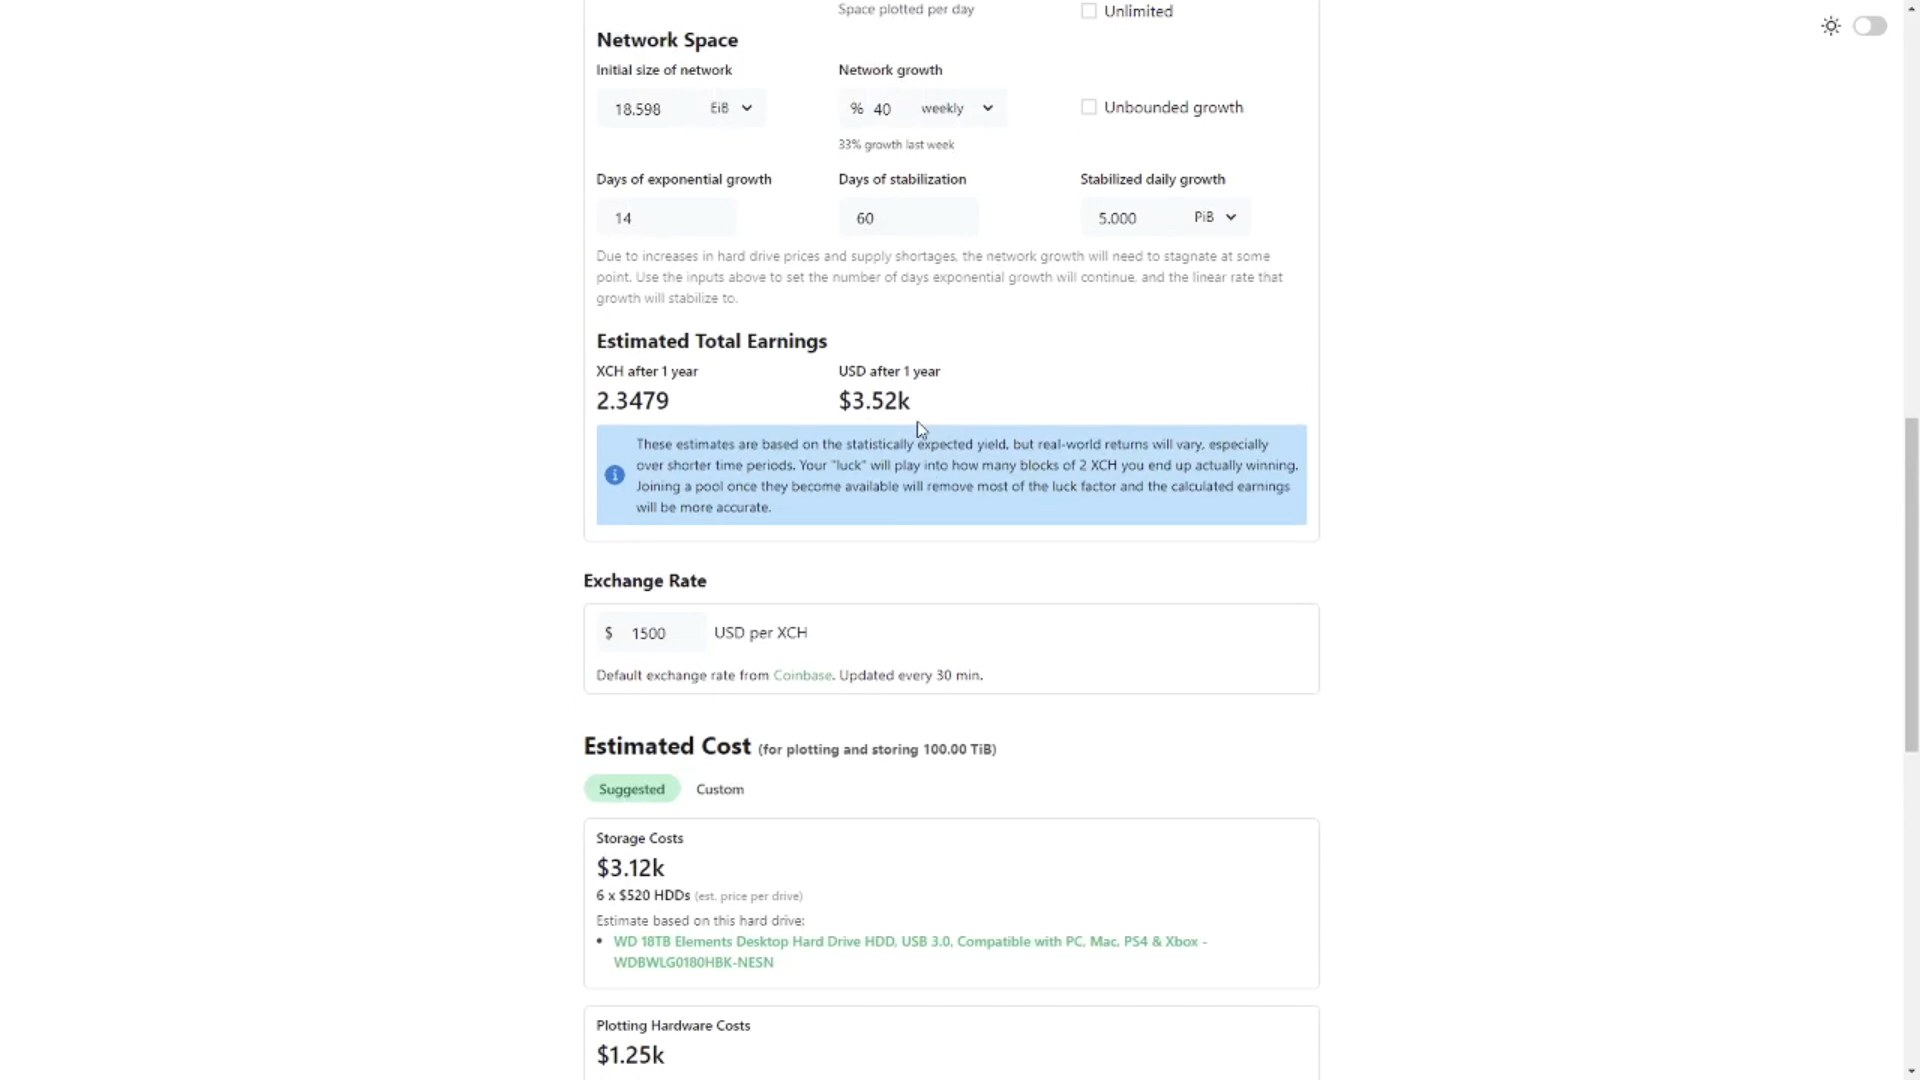 Space plotted per day
Unlimited
Network Space
Initial size of network
Network growth
18.598 EiB
% 40 weekly
Unbounded growth
33% growth last week
Days of exponential growth
Days of stabilization
Stabilized daily growth
14
60
5.000 PiB
Due to increases in hard drive prices and supply shortages, the network growth will need to stagnate at some
point. Use the inputs above to set the number of days exponential growth will continue, and the linear rate that
growth will stabilize to.
Estimated Total Earnings
XCH after 1 year
USD after 1 year
2.3479
$3.52k
These estimates are based on the statistically expected yield, but real-world returns will vary, especially
over shorter time periods. Your "luck" will play into how many blocks of 2 XCH you end up actually winning.
Joining a pool once they become available will remove most of the luck factor and the calculated earnings
will be more accurate.
Exchange Rate
$ 1500 USD per XCH
Default exchange rate from Coinbase. Updated every 30 min.
Estimated Cost (for plotting and storing 100.00 TiB)
Suggested
Custom
Storage Costs
$3.12k
6 x $520 HDDs (est. price per drive)
Estimate based on this hard drive:
• WD 18TB Elements Desktop Hard Drive HDD, USB 3.0, Compatible with PC, Mac, PS4 & Xbox -
WDBWLG0180HBK-NESN
Plotting Hardware Costs
$1.25k